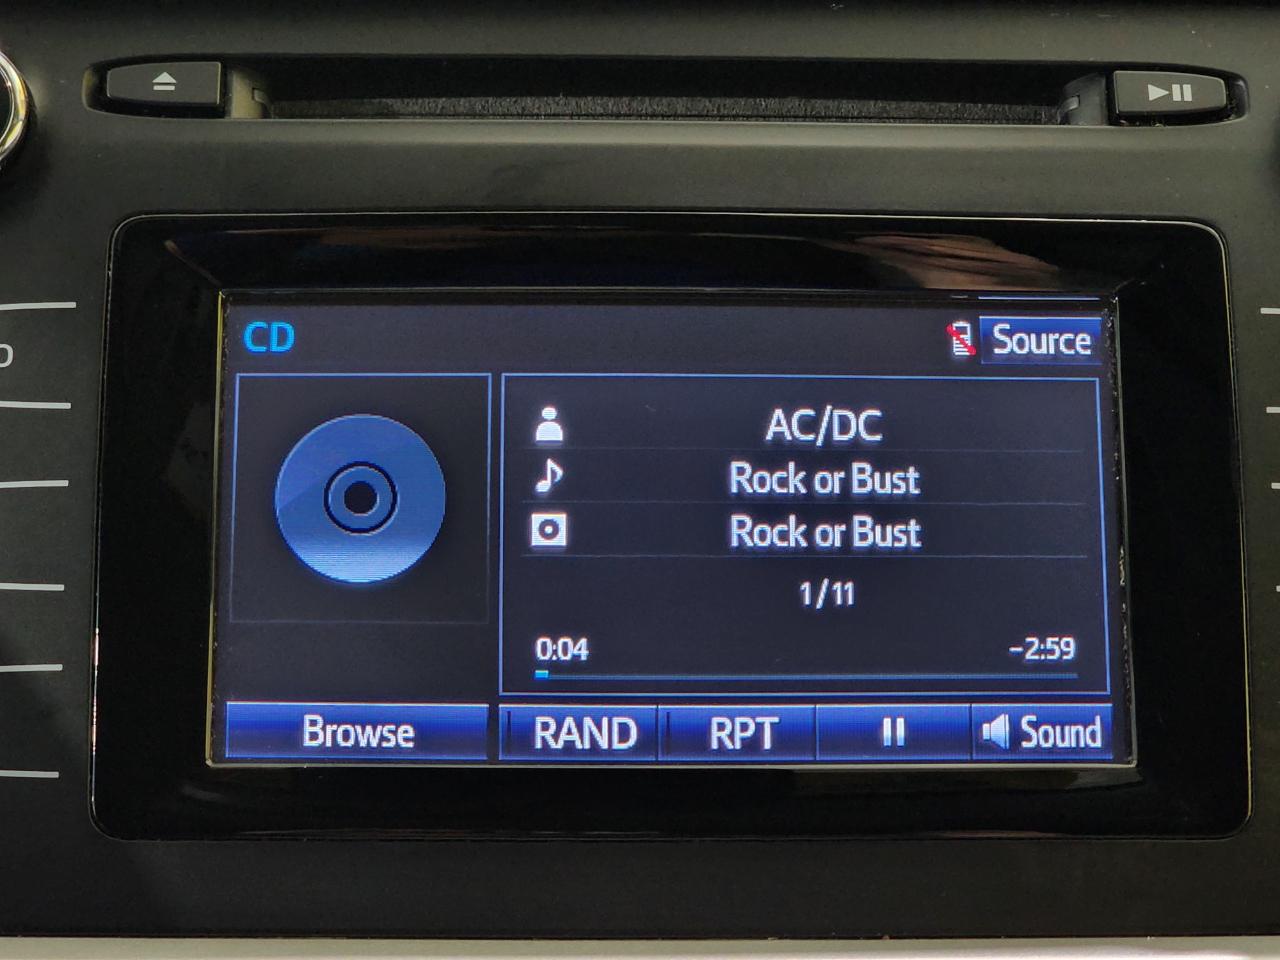 CD
Source
AC/DC
Rock or Bust
Rock or Bust
1/11
0:04
-2:59
Browse
RAND
RPT
Sound